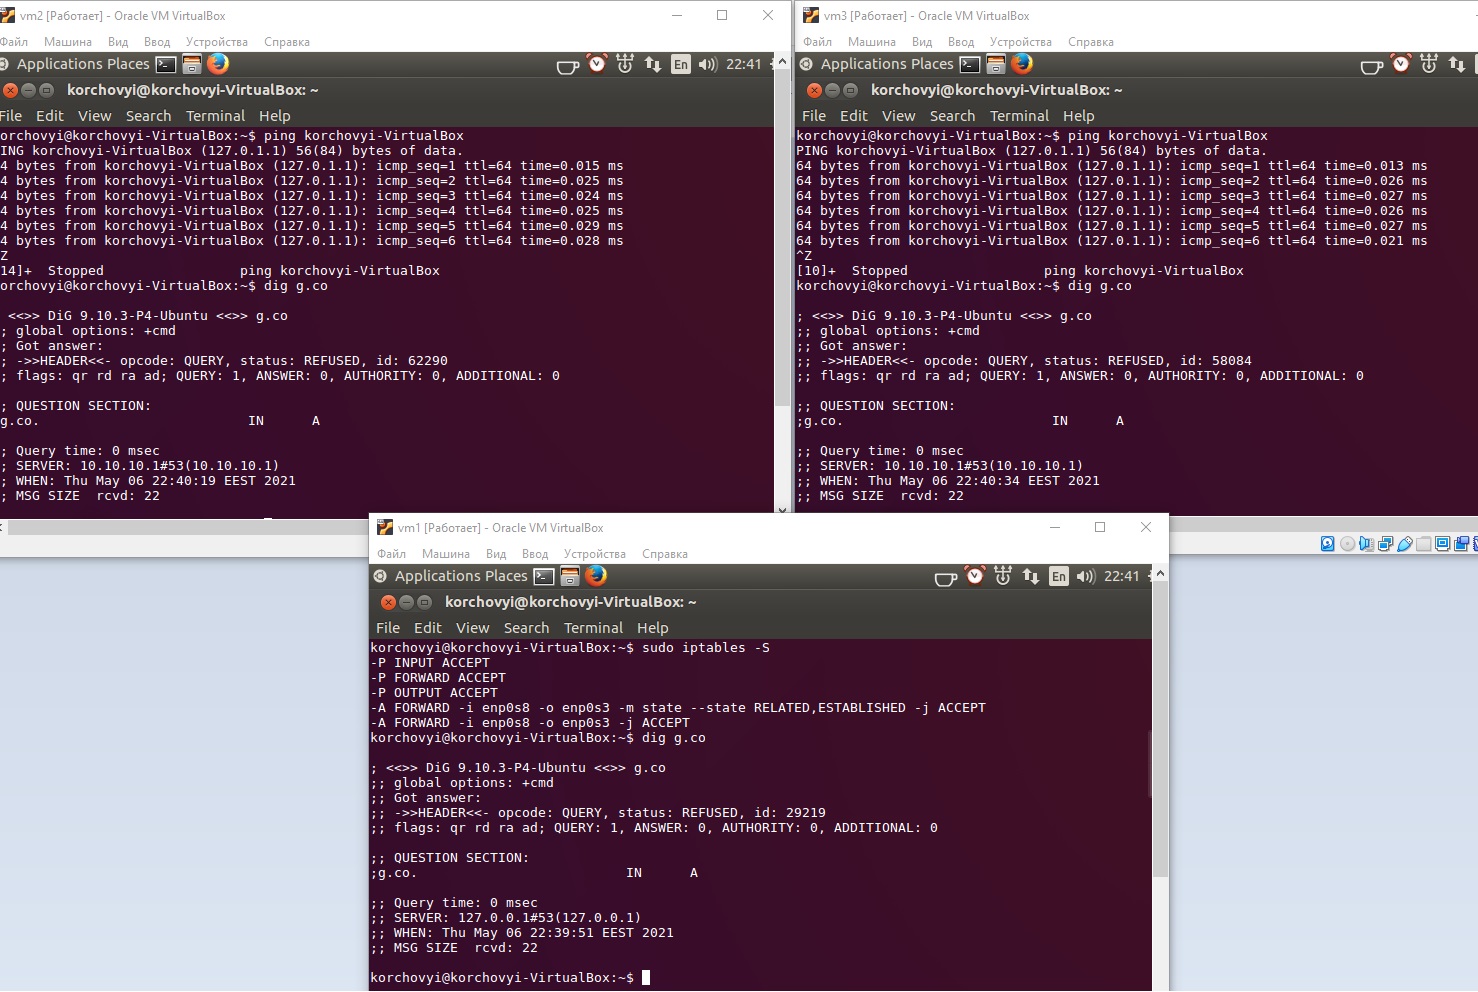 vm2 [Работает] - Oracle VM VirtualBox
Файл Машина Вид Ввод Устройства Справка
Applications Places En 22:41
korchovyi@korchovyi-VirtualBox: ~
File Edit View Search Terminal Help
orchovyi@korchovyi-VirtualBox:~$ ping korchovyi-VirtualBox
ING korchovyi-VirtualBox (127.0.1.1) 56(84) bytes of data.
4 bytes from korchovyi-VirtualBox (127.0.1.1): icmp_seq=1 ttl=64 time=0.015 ms
4 bytes from korchovyi-VirtualBox (127.0.1.1): icmp_seq=2 ttl=64 time=0.025 ms
4 bytes from korchovyi-VirtualBox (127.0.1.1): icmp_seq=3 ttl=64 time=0.024 ms
4 bytes from korchovyi-VirtualBox (127.0.1.1): icmp_seq=4 ttl=64 time=0.025 ms
4 bytes from korchovyi-VirtualBox (127.0.1.1): icmp_seq=5 ttl=64 time=0.029 ms
4 bytes from korchovyi-VirtualBox (127.0.1.1): icmp_seq=6 ttl=64 time=0.028 ms
Z
14]+  Stopped                 ping korchovyi-VirtualBox
orchovyi@korchovyi-VirtualBox:~$ dig g.co
<<>> DiG 9.10.3-P4-Ubuntu <<>> g.co
; global options: +cmd
; Got answer:
; ->>HEADER<<- opcode: QUERY, status: REFUSED, id: 62290
; flags: qr rd ra ad; QUERY: 1, ANSWER: 0, AUTHORITY: 0, ADDITIONAL: 0
; QUESTION SECTION:
g.co.                          IN      A
; Query time: 0 msec
; SERVER: 10.10.10.1#53(10.10.10.1)
; WHEN: Thu May 06 22:40:19 EEST 2021
; MSG SIZE  rcvd: 22
vm3 [Работает] - Oracle VM VirtualBox
Файл Машина Вид Ввод Устройства Справка
Applications Places
korchovyi@korchovyi-VirtualBox: ~
File Edit View Search Terminal Help
korchovyi@korchovyi-VirtualBox:~$ ping korchovyi-VirtualBox
PING korchovyi-VirtualBox (127.0.1.1) 56(84) bytes of data.
64 bytes from korchovyi-VirtualBox (127.0.1.1): icmp_seq=1 ttl=64 time=0.013 ms
64 bytes from korchovyi-VirtualBox (127.0.1.1): icmp_seq=2 ttl=64 time=0.026 ms
64 bytes from korchovyi-VirtualBox (127.0.1.1): icmp_seq=3 ttl=64 time=0.027 ms
64 bytes from korchovyi-VirtualBox (127.0.1.1): icmp_seq=4 ttl=64 time=0.026 ms
64 bytes from korchovyi-VirtualBox (127.0.1.1): icmp_seq=5 ttl=64 time=0.027 ms
64 bytes from korchovyi-VirtualBox (127.0.1.1): icmp_seq=6 ttl=64 time=0.021 ms
^Z
[10]+  Stopped                 ping korchovyi-VirtualBox
korchovyi@korchovyi-VirtualBox:~$ dig g.co
; <<>> DiG 9.10.3-P4-Ubuntu <<>> g.co
;; global options: +cmd
;; Got answer:
;; ->>HEADER<<- opcode: QUERY, status: REFUSED, id: 58084
;; flags: qr rd ra ad; QUERY: 1, ANSWER: 0, AUTHORITY: 0, ADDITIONAL: 0
;; QUESTION SECTION:
;g.co.                          IN      A
;; Query time: 0 msec
;; SERVER: 10.10.10.1#53(10.10.10.1)
;; WHEN: Thu May 06 22:40:34 EEST 2021
;; MSG SIZE  rcvd: 22
vm1 [Работает] - Oracle VM VirtualBox
Файл Машина Вид Ввод Устройства Справка
Applications Places En 22:41
korchovyi@korchovyi-VirtualBox: ~
File Edit View Search Terminal Help
korchovyi@korchovyi-VirtualBox:~$ sudo iptables -S
-P INPUT ACCEPT
-P FORWARD ACCEPT
-P OUTPUT ACCEPT
-A FORWARD -i enp0s8 -o enp0s3 -m state --state RELATED,ESTABLISHED -j ACCEPT
-A FORWARD -i enp0s8 -o enp0s3 -j ACCEPT
korchovyi@korchovyi-VirtualBox:~$ dig g.co
; <<>> DiG 9.10.3-P4-Ubuntu <<>> g.co
;; global options: +cmd
;; Got answer:
;; ->>HEADER<<- opcode: QUERY, status: REFUSED, id: 29219
;; flags: qr rd ra ad; QUERY: 1, ANSWER: 0, AUTHORITY: 0, ADDITIONAL: 0
;; QUESTION SECTION:
;g.co.                          IN      A
;; Query time: 0 msec
;; SERVER: 127.0.0.1#53(127.0.0.1)
;; WHEN: Thu May 06 22:39:51 EEST 2021
;; MSG SIZE  rcvd: 22
korchovyi@korchovyi-VirtualBox:~$